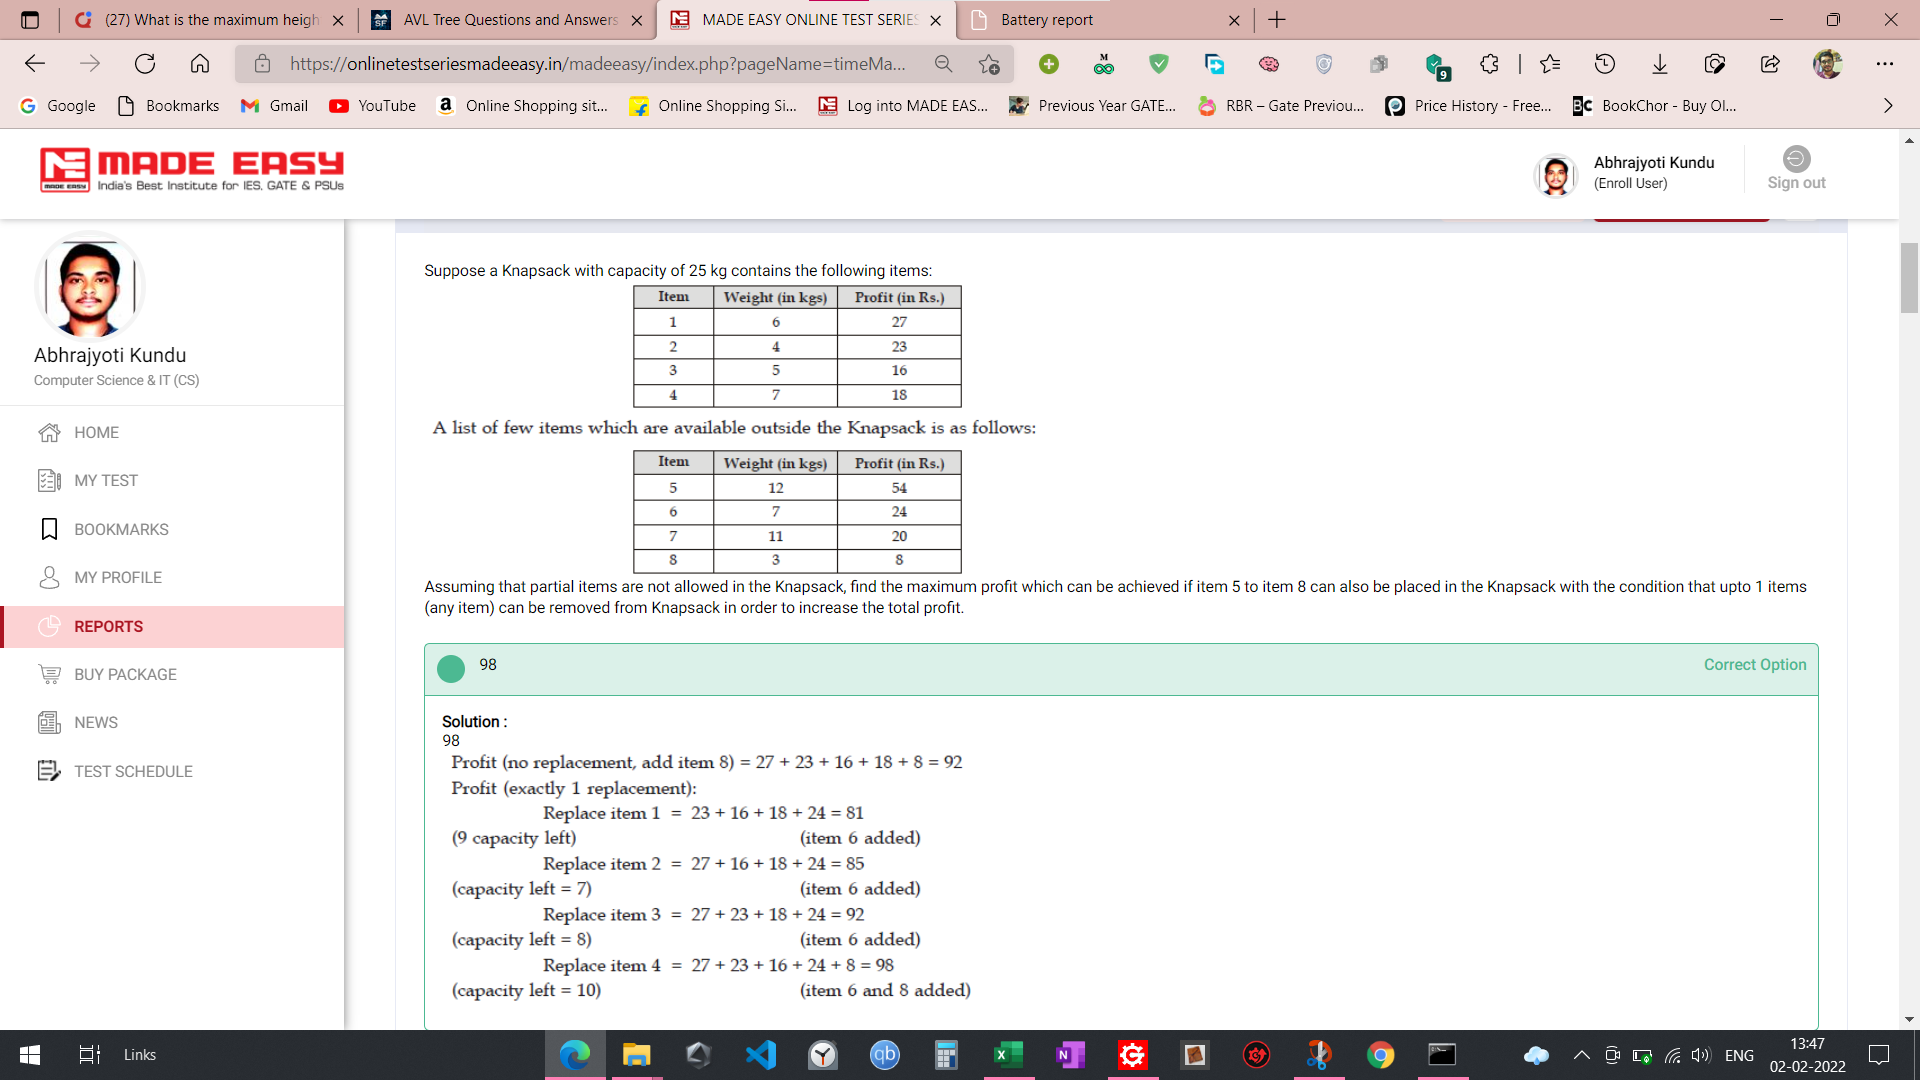 (27) What is the maximum heigh
AVL Tree Questions and Answers
MADE EASY ONLINE TEST SERIES
Battery report
https://onlinetestseriesmadeeasy.in/madeeasy/index.php?pageName=timeMa...
9
Google
Bookmarks
Gmail
YouTube
Online Shopping sit...
Online Shopping Si...
Log into MADE EAS...
Previous Year GATE...
RBR – Gate Previou...
Price History - Free...
BookChor - Buy Ol...
MADE EASY
India's Best Institute for IES, GATE & PSUs
Abhrajyoti Kundu
(Enroll User)
Sign out
Abhrajyoti Kundu
Computer Science & IT (CS)
HOME
MY TEST
BOOKMARKS
MY PROFILE
REPORTS
BUY PACKAGE
NEWS
TEST SCHEDULE
Suppose a Knapsack with capacity of 25 kg contains the following items:
Item Weight (in kgs) Profit (in Rs.)
1 6 27
2 4 23
3 5 16
4 7 18
A list of few items which are available outside the Knapsack is as follows:
Item Weight (in kgs) Profit (in Rs.)
5 12 54
6 7 24
7 11 20
8 3 8
Assuming that partial items are not allowed in the Knapsack, find the maximum profit which can be achieved if item 5 to item 8 can also be placed in the Knapsack with the condition that upto 1 items
(any item) can be removed from Knapsack in order to increase the total profit.
98 Correct Option
Solution :
98
Profit (no replacement, add item 8) = 27 + 23 + 16 + 18 + 8 = 92
Profit (exactly 1 replacement):
Replace item 1 = 23 + 16 + 18 + 24 = 81
(9 capacity left) (item 6 added)
Replace item 2 = 27 + 16 + 18 + 24 = 85
(capacity left = 7) (item 6 added)
Replace item 3 = 27 + 23 + 18 + 24 = 92
(capacity left = 8) (item 6 added)
Replace item 4 = 27 + 23 + 16 + 24 + 8 = 98
(capacity left = 10) (item 6 and 8 added)
Links
ENG
13:47
02-02-2022